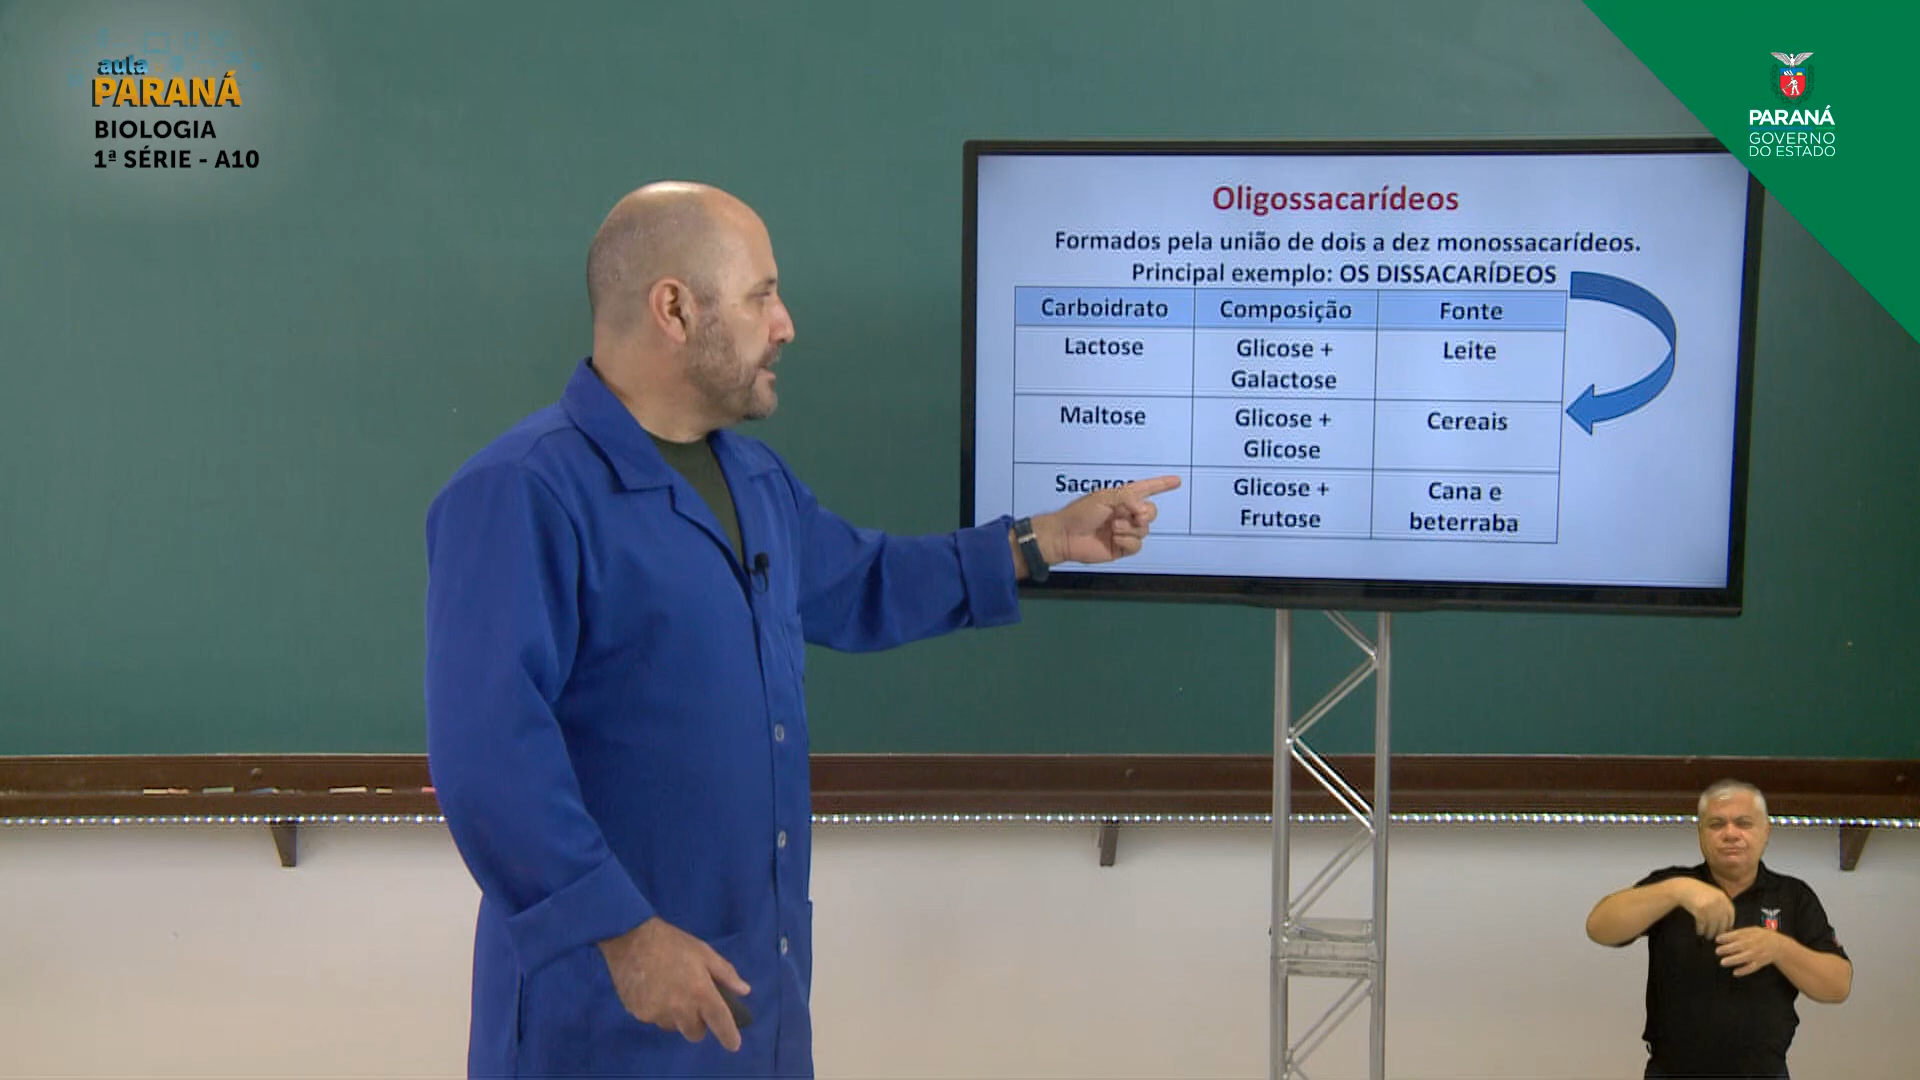 aula
PARANÁ
BIOLOGIA
1ª SÉRIE - A10
PARANÁ
GOVERNO
DO ESTADO
Oligossacarídeos
Formados pela união de dois a dez monossacarídeos.
Principal exemplo: OS DISSACARÍDEOS
Carboidrato Composição Fonte
Lactose Glicose + Leite
Galactose
Maltose Glicose + Cereais
Glicose
Glicose + Cana e
Frutose beterraba